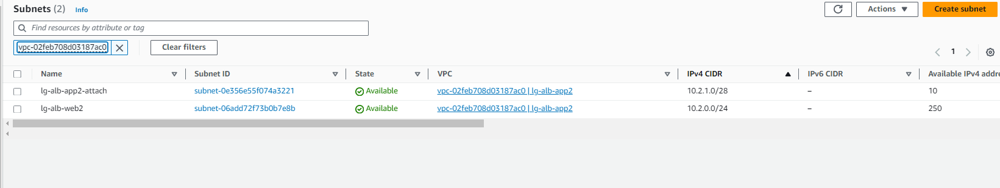 Subnets (2) Info
Actions
Create subnet
Find resources by attribute or tag
vpc-02feb708d03187ac0
Clear filters
1
Name Subnet ID State VPC IPv4 CIDR IPv6 CIDR Available IPv4 addre
lg-alb-app2-attach subnet-0e356e55f074a3221 Available vpc-02feb708d03187ac0 | lg-alb-app2 10.2.1.0/28 – 10
lg-alb-web2 subnet-06add72f73b0b7e8b Available vpc-02feb708d03187ac0 | lg-alb-app2 10.2.0.0/24 – 250